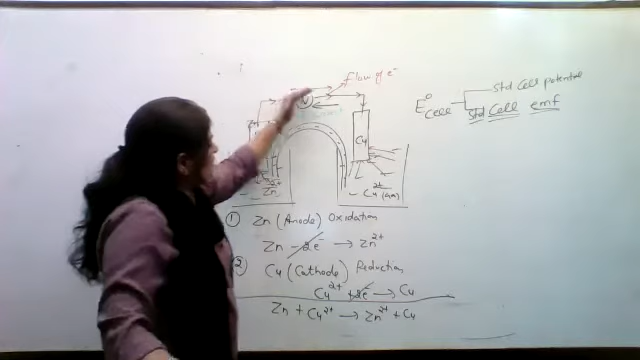 flow of e⁻
V
Zn
Cu
Zn²⁺
Cu²⁺
E°cell
std cell potential
std cell emf
① Zn (Anode) Oxidation
Zn - 2e⁻ → Zn²⁺
② Cu (Cathode) Reduction
Cu²⁺ + 2e⁻ → Cu
Zn + Cu²⁺ → Zn²⁺ + Cu